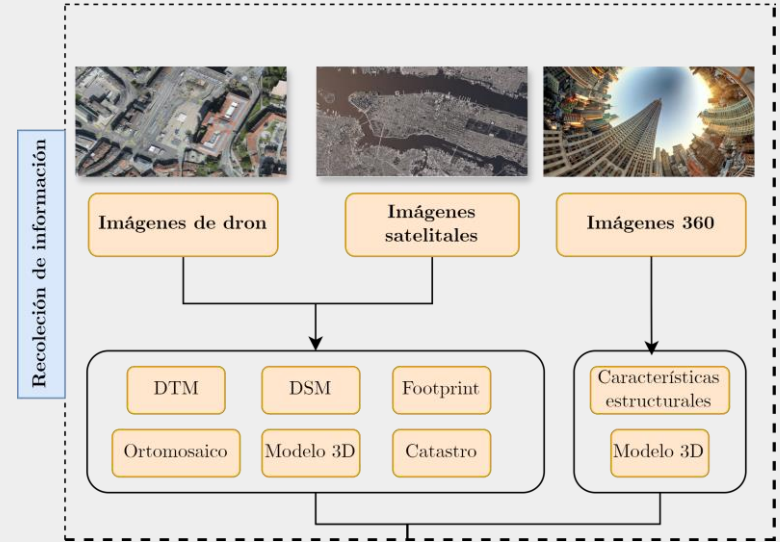 Recoleción de información
Imágenes de dron
Imágenes
satelitales
Imágenes 360
DTM
DSM
Footprint
Características
estructurales
Ortomosaico
Modelo 3D
Catastro
Modelo 3D